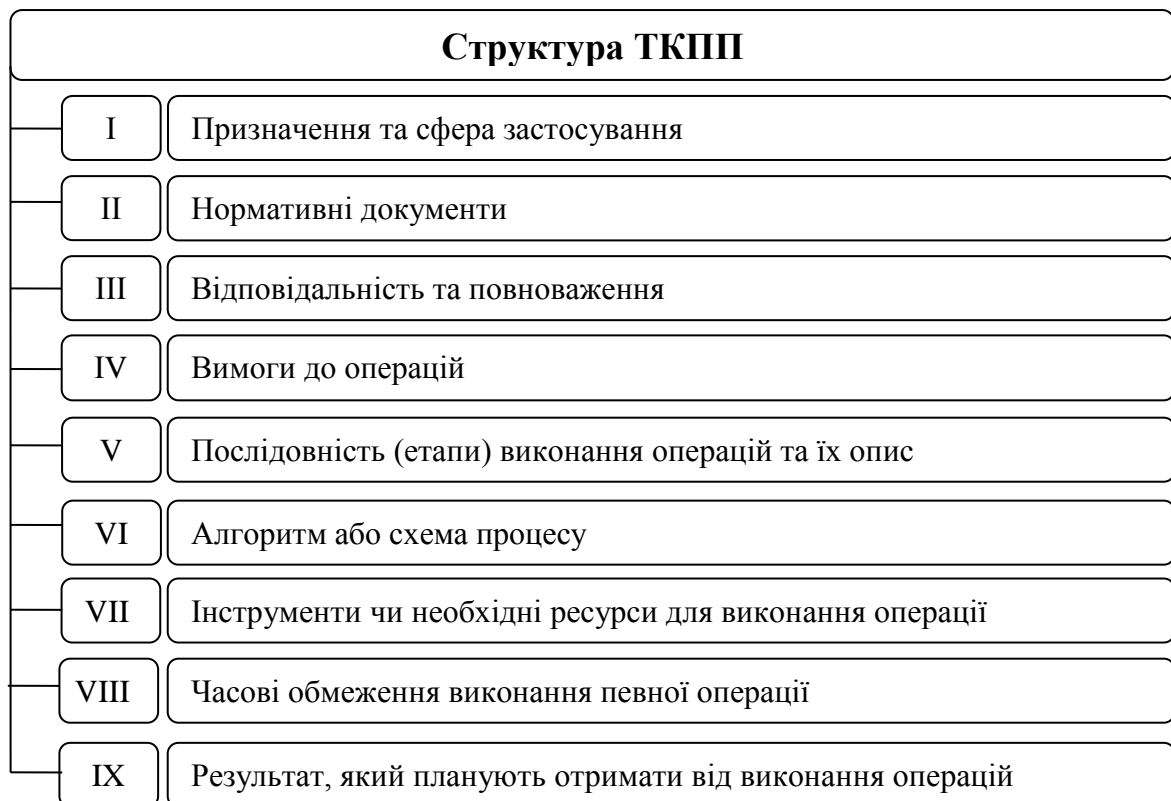 Структура ТКПП
I Призначення та сфера застосування
II Нормативні документи
III Відповідальність та повноваження
IV Вимоги до операцій
V Послідовність (етапи) виконання операцій та їх опис
VI Алгоритм або схема процесу
VII Інструменти чи необхідні ресурси для виконання операції
VIII Часові обмеження виконання певної операції
IX Результат, який планують отримати від виконання операцій